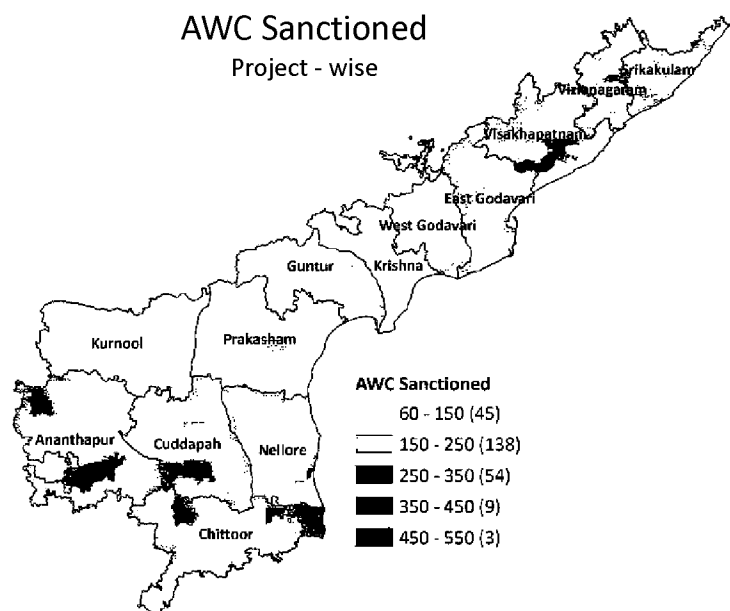 AWC Sanctioned
Project - wise
Srikakulam
Vizianagaram
Visakhapatnam
East Godavari
West Godavari
Guntur
Krishna
Kurnool
Prakasham
AWC Sanctioned
60 - 150 (45)
150 - 250 (138)
250 - 350 (54)
350 - 450 (9)
450 - 550 (3)
Ananthapur
Cuddapah
Nellore
Chittoor